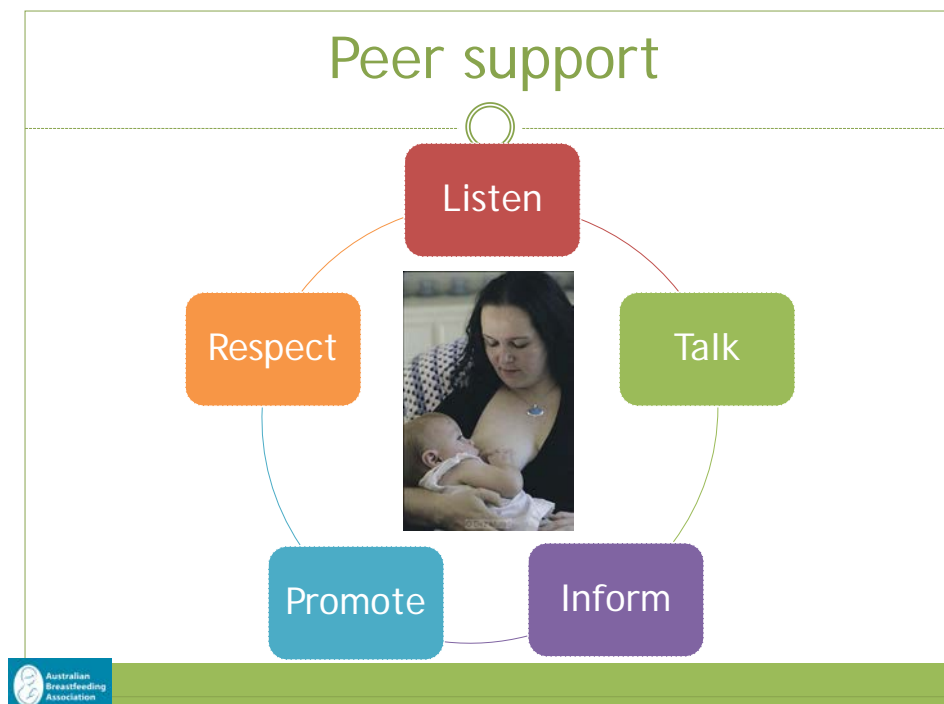 Peer support
Listen
Talk
Inform
Promote
Respect
Australian
Breastfeeding
Association